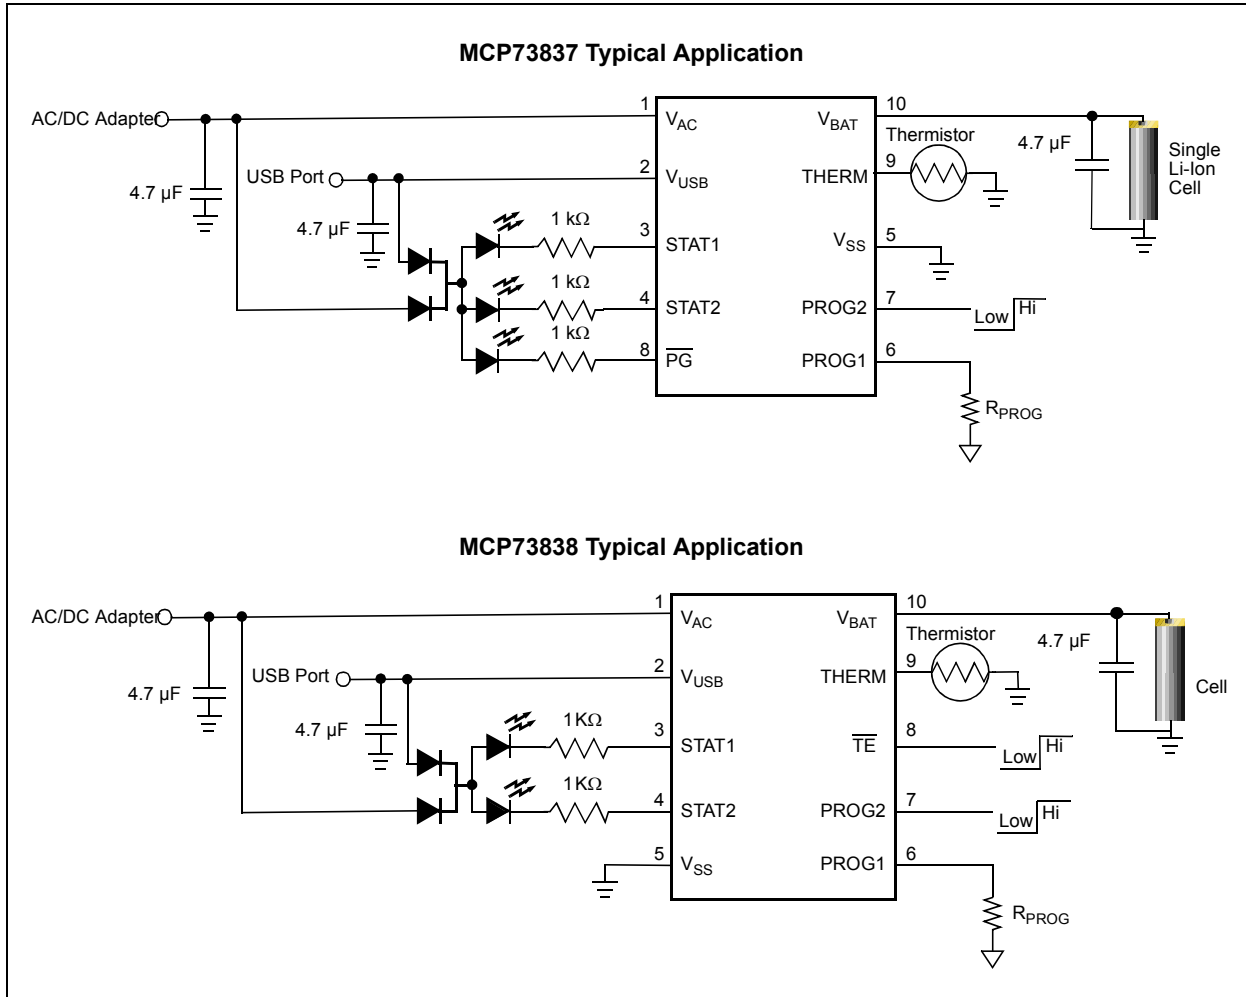 MCP73837 Typical Application
AC/DC Adapter
4.7 µF
USB Port
4.7 µF
1 kΩ
1 kΩ
1 kΩ
1
2
3
4
8
VAC
VUSB
STAT1
STAT2
PG
VBAT
THERM
VSS
PROG2
PROG1
10
9
5
7
6
Thermistor
4.7 µF
Single
Li-Ion
Cell
Low
Hi
RPROG
MCP73838 Typical Application
AC/DC Adapter
4.7 µF
USB Port
4.7 µF
1KΩ
1KΩ
1
2
3
4
5
VAC
VUSB
STAT1
STAT2
VSS
VBAT
THERM
TE
PROG2
PROG1
10
9
8
7
6
Thermistor
4.7 µF
Cell
Low
Hi
Low
Hi
RPROG